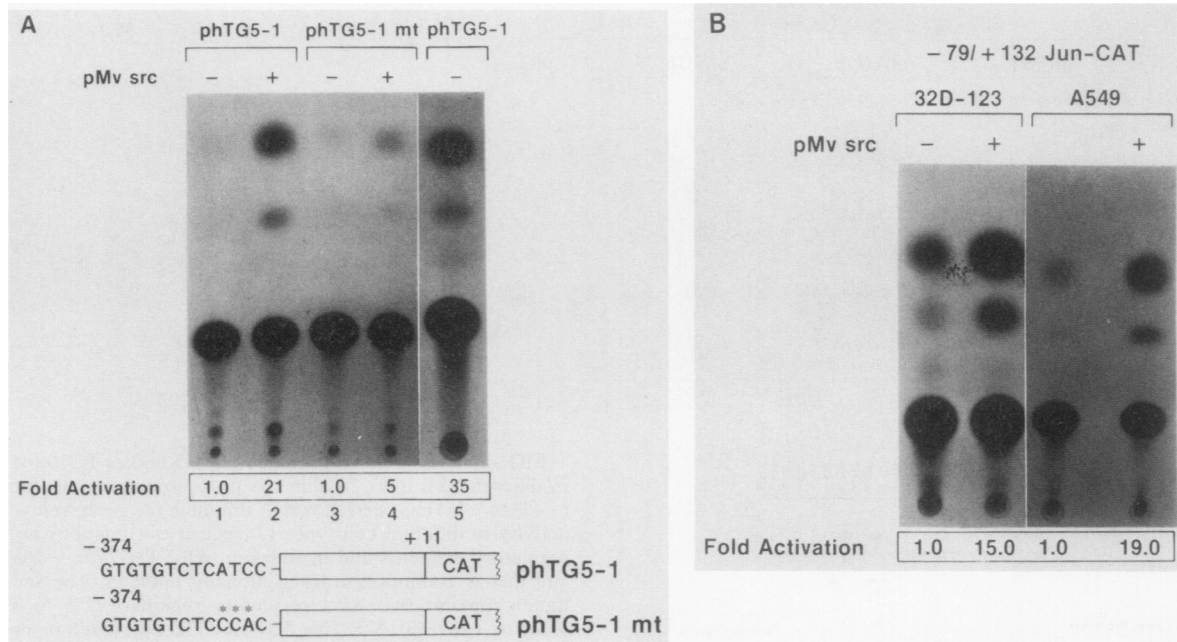 A
phTG5-1 phTG5-1 mt phTG5-1
pMv src − + − + −
Fold Activation 1.0 21 1.0 5 35
1 2 3 4 5
− 374 + 11
GTGTGTCTCATCC CAT phTG5-1
− 374
***
GTGTGTCTCCCAC CAT phTG5-1 mt
B
− 79/ + 132 Jun-CAT
32D-123 A549
pMv src − + +
Fold Activation 1.0 15.0 1.0 19.0